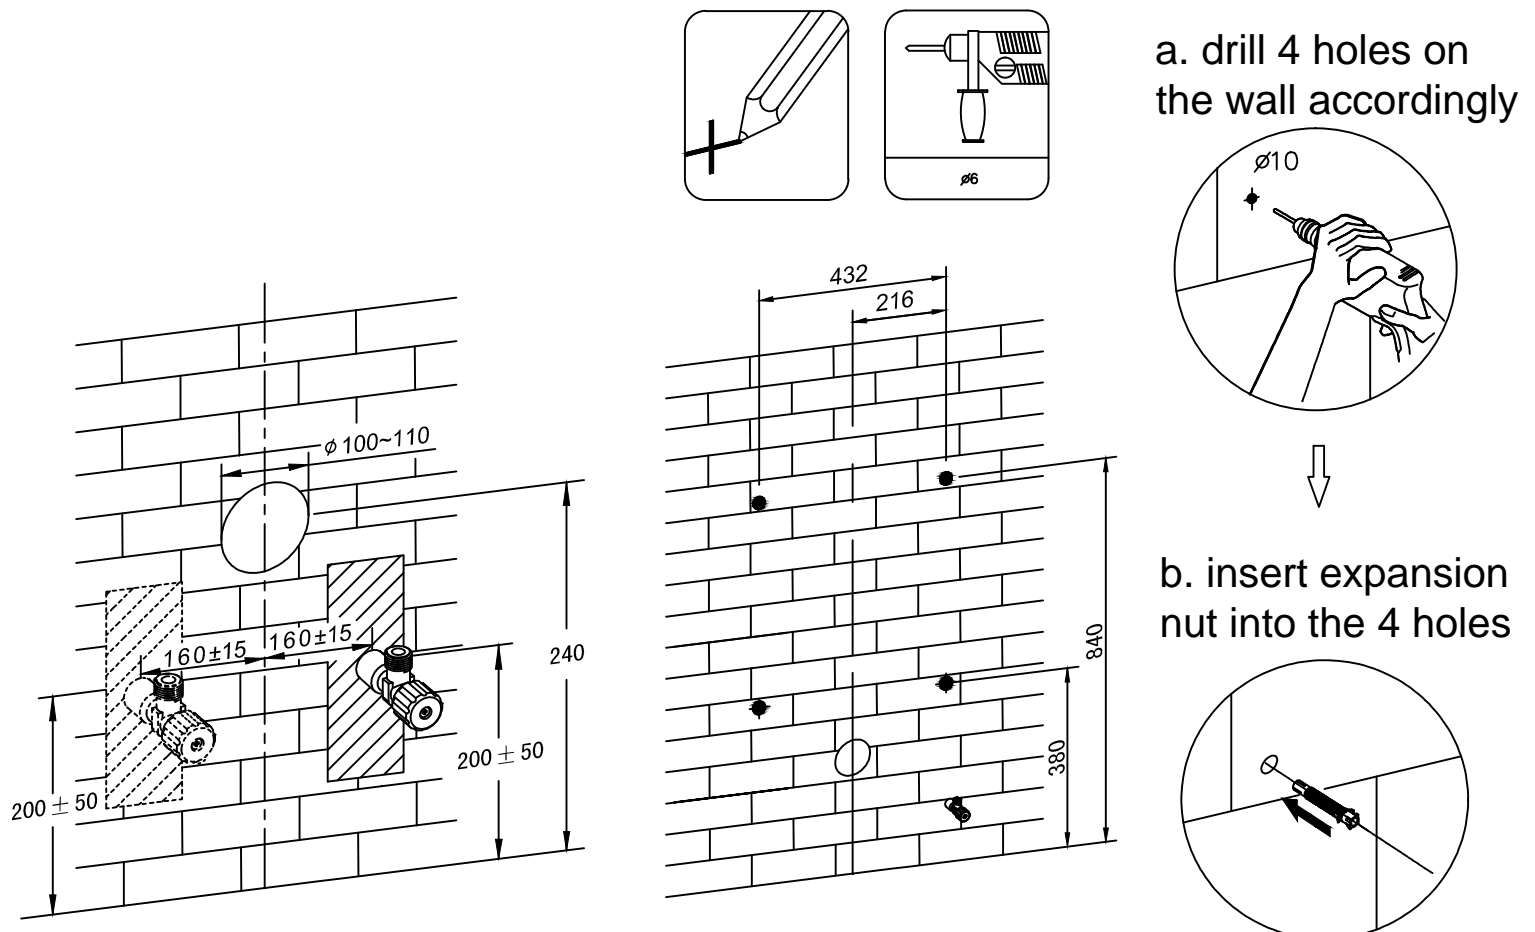 a. drill 4 holes on
the wall accordingly
ø6
ø10
432
216
ø100~110
160±15
160±15
240
200±50
200±50
840
380
b. insert expansion
nut into the 4 holes